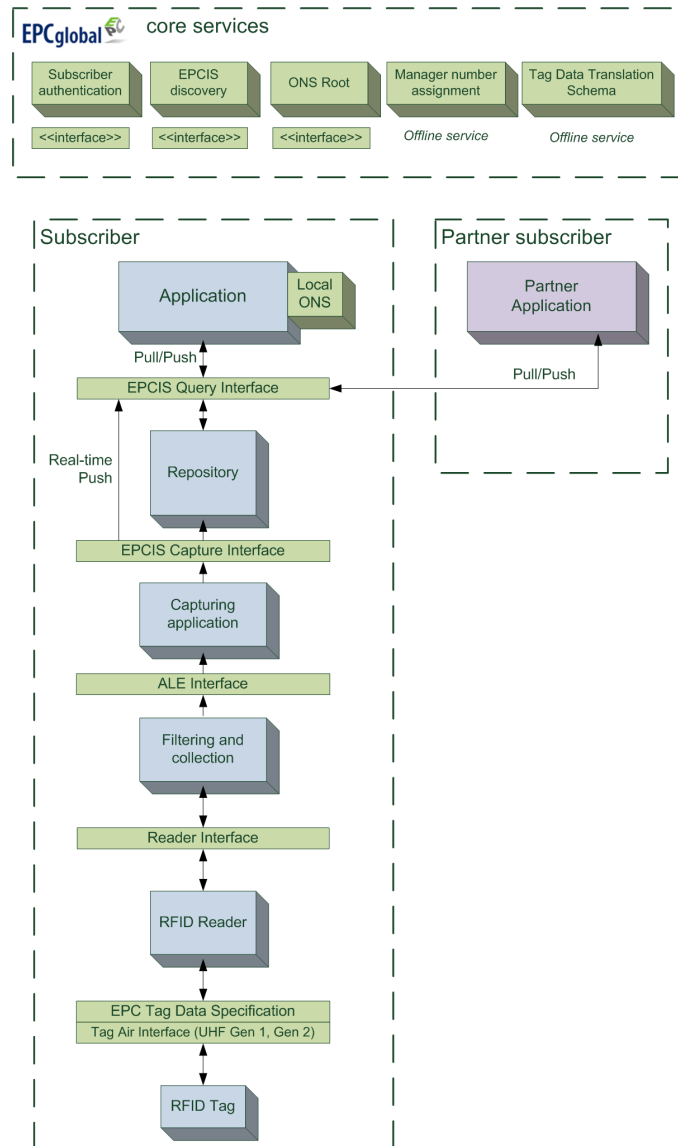 EPCglobal
core services
Subscriber
authentication
EPCIS
discovery
ONS Root
Manager number
assignment
Tag Data Translation
Schema
<<interface>>
<<interface>>
<<interface>>
Offline service
Offline service
Subscriber
Partner subscriber
Application
Local
ONS
Partner
Application
Pull/Push
Pull/Push
EPCIS Query Interface
Real-time
Push
Repository
EPCIS Capture Interface
Capturing
application
ALE Interface
Filtering and
collection
Reader Interface
RFID Reader
EPC Tag Data Specification
Tag Air Interface (UHF Gen 1, Gen 2)
RFID Tag